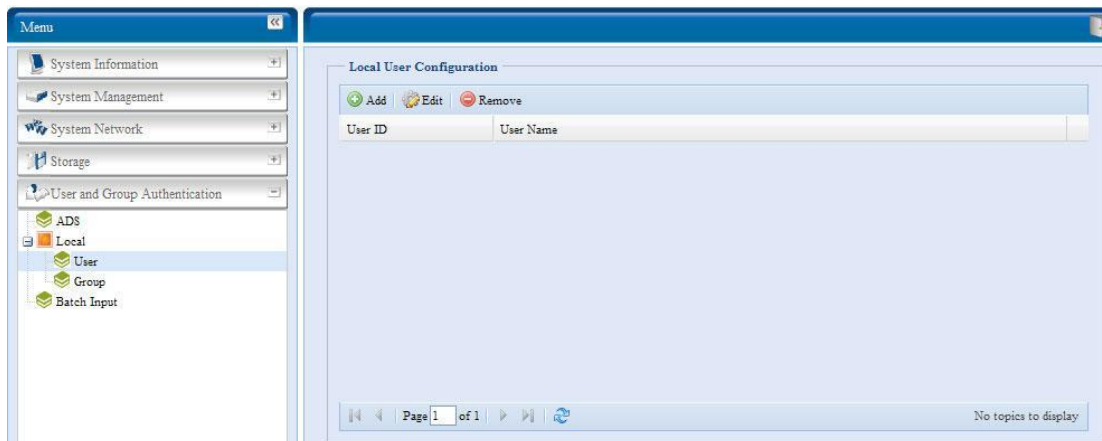 Menu
System Information
System Management
System Network
Storage
User and Group Authentication
ADS
Local
User
Group
Batch Input
Local User Configuration
Add Edit Remove
User ID User Name
Page 1 of 1 No topics to display